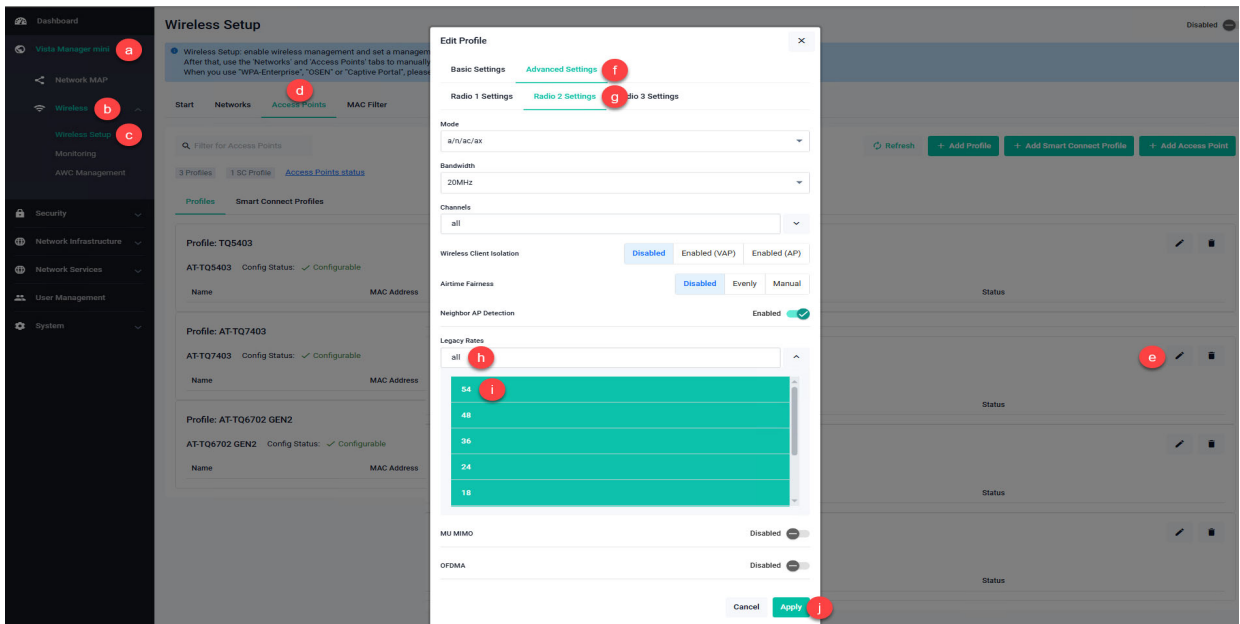 Dashboard
Vista Manager mini
a
Network MAP
Wireless
b
Wireless Setup
c
Monitoring
AWC Management
Security
Network Infrastructure
Network Services
User Management
System
Wireless Setup
Disabled
Wireless Setup: enable wireless management and set a managem
After that, use the 'Networks' and 'Access Points' tabs to manually
When you use "WPA-Enterprise", "OSEN" or "Captive Portal", please
d
Start Networks Access Points MAC Filter
Filter for Access Points
Refresh + Add Profile + Add Smart Connect Profile + Add Access Point
3 Profiles 1 SC Profile Access Points status
Profiles Smart Connect Profiles
Profile: TQ5403
AT-TQ5403 Config Status: Configurable
Name MAC Address Status
Profile: AT-TQ7403
AT-TQ7403 Config Status: Configurable
e
Name MAC Address Status
Profile: AT-TQ6702 GEN2
AT-TQ6702 GEN2 Config Status: Configurable
Name MAC Address Status
Status
Edit Profile
Basic Settings Advanced Settings f
Radio 1 Settings Radio 2 Settings g dio 3 Settings
Mode
a/n/ac/ax
Bandwidth
20MHz
Channels
all
Wireless Client Isolation Disabled Enabled (VAP) Enabled (AP)
Airtime Fairness Disabled Evenly Manual
Neighbor AP Detection Enabled
Legacy Rates
all h
54 i
48
36
24
18
MU MIMO Disabled
OFDMA Disabled
Cancel Apply j